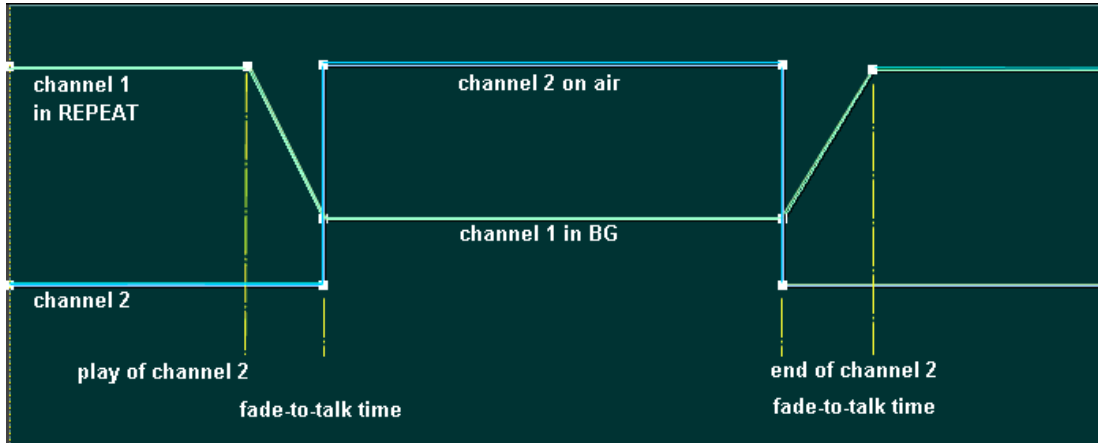 channel 1
in REPEAT
channel 2 on air
channel 1 in BG
channel 2
play of channel 2
fade-to-talk time
end of channel 2
fade-to-talk time